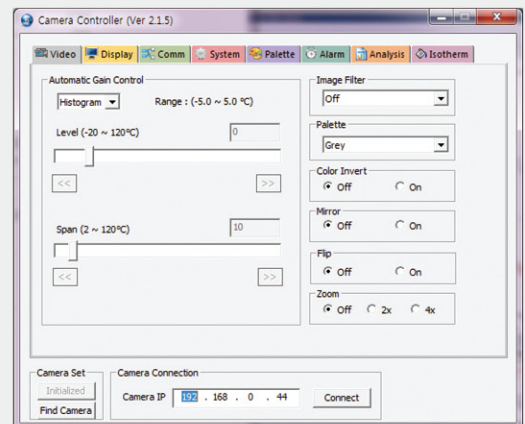 Camera Controller (Ver 2.1.5)
Video Display Comm System Palette Alarm Analysis Isotherm
Automatic Gain Control
Histogram Range : (-5.0 ~ 5.0 ℃)
Level (-20 ~ 120℃) 0
<< >>
Span (2 ~ 120℃) 10
<< >>
Image Filter
Off
Palette
Grey
Color Invert
Off On
Mirror
Off On
Flip
Off On
Zoom
Off 2x 4x
Camera Set
Initialized
Find Camera
Camera Connection
Camera IP 192 . 168 . 0 . 44 Connect